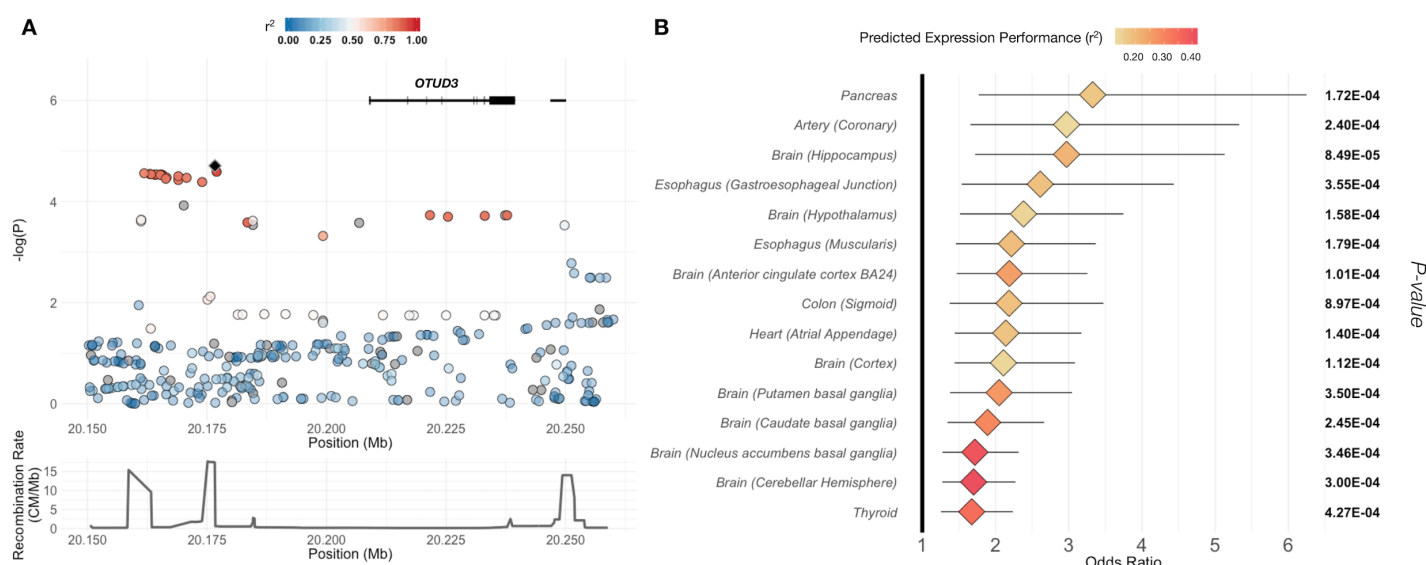 A
r²
0.00 0.25 0.50 0.75 1.00
OTUD3
6
4
2
0
-log(P)
20.150 20.175 20.200 20.225 20.250
Position (Mb)
Recombination Rate
(CM/Mb)
15
10
5
0
20.150 20.175 20.200 20.225 20.250
Position (Mb)
B
Predicted Expression Performance (r²)
0.20 0.30 0.40
Pancreas 1.72E-04
Artery (Coronary) 2.40E-04
Brain (Hippocampus) 8.49E-05
Esophagus (Gastroesophageal Junction) 3.55E-04
Brain (Hypothalamus) 1.58E-04
Esophagus (Muscularis) 1.79E-04
Brain (Anterior cingulate cortex BA24) 1.01E-04
Colon (Sigmoid) 8.97E-04
Heart (Atrial Appendage) 1.40E-04
Brain (Cortex) 1.12E-04
Brain (Putamen basal ganglia) 3.50E-04
Brain (Caudate basal ganglia) 2.45E-04
Brain (Nucleus accumbens basal ganglia) 3.46E-04
Brain (Cerebellar Hemisphere) 3.00E-04
Thyroid 4.27E-04
P-value
1 2 3 4 5 6
Odds Ratio